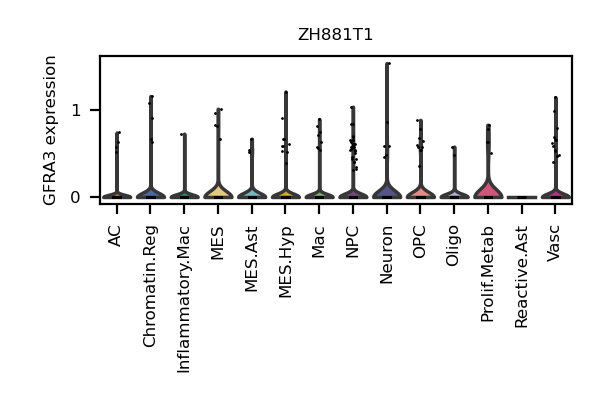 ZH881T1
GFRA3 expression
1
0
AC
Chromatin.Reg
Inflammatory.Mac
MES
MES.Ast
MES.Hyp
Mac
NPC
Neuron
OPC
Oligo
Prolif.Metab
Reactive.Ast
Vasc